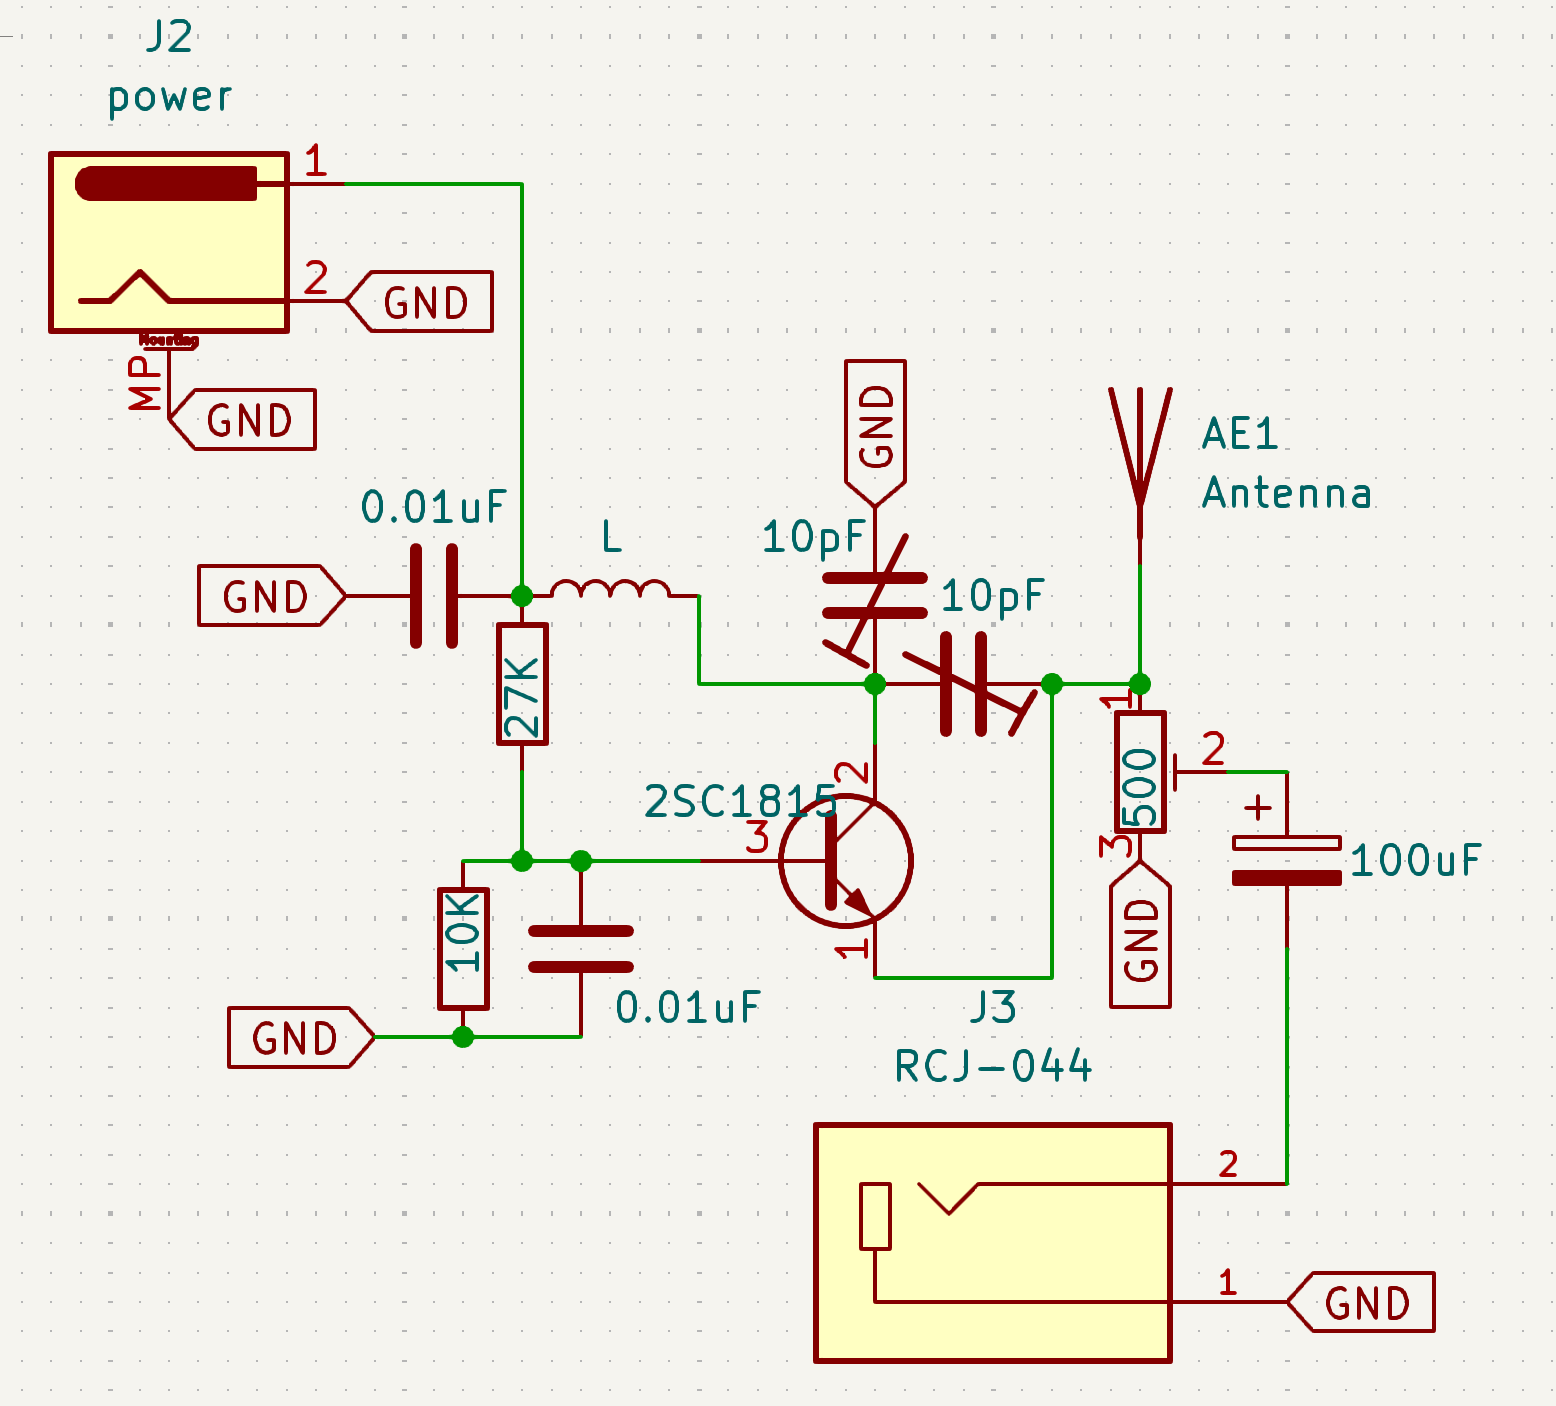 J2
power
1
2
GND
Mounting
MP
GND
GND
0.01uF
L
10pF
GND
10pF
AE1
Antenna
27K
2SC1815
3
2
1
1
500
2
3
GND
+
100uF
10K
0.01uF
GND
J3
RCJ-044
2
1
GND